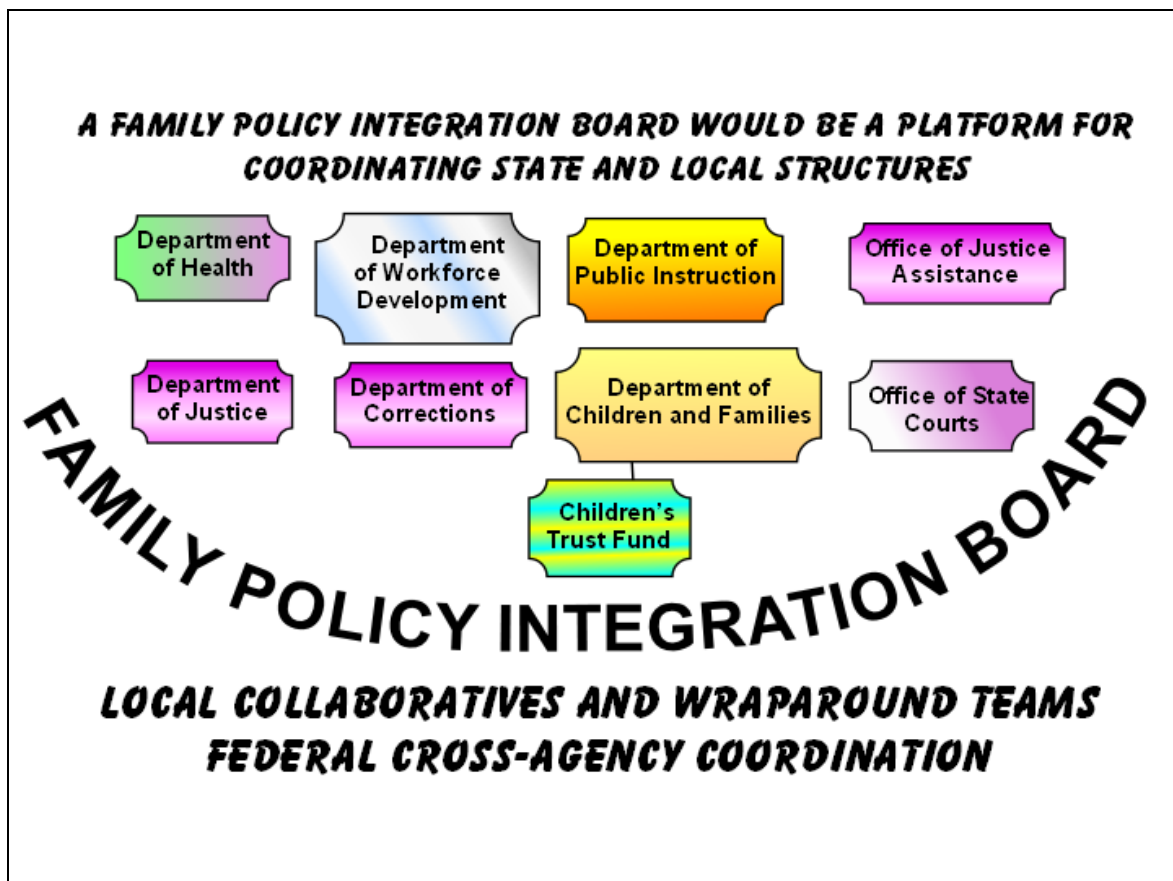 A FAMILY POLICY INTEGRATION BOARD WOULD BE A PLATFORM FOR
COORDINATING STATE AND LOCAL STRUCTURES
Department
of Health
Department
of Workforce
Development
Department of
Public Instruction
Office of Justice
Assistance
Department
of Justice
Department of
Corrections
Department of
Children and Families
Office of State
Courts
Children's
Trust Fund
FAMILY POLICY INTEGRATION BOARD
LOCAL COLLABORATIVES AND WRAPAROUND TEAMS
FEDERAL CROSS-AGENCY COORDINATION